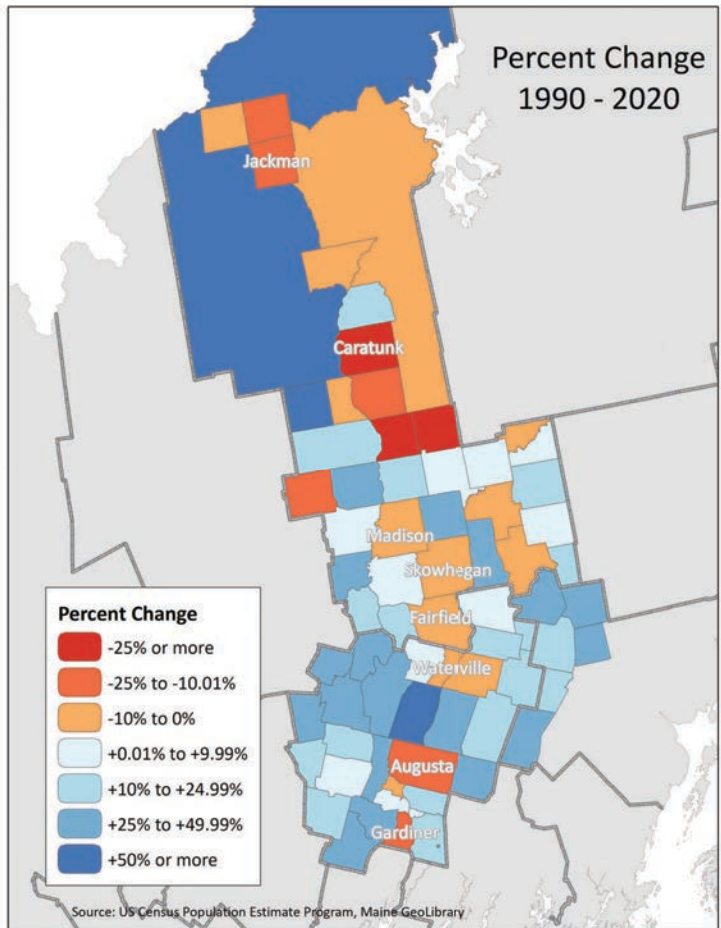 Percent Change
1990 - 2020
Jackman
Caratunk
Madison
Skowhegan
Fairfield
Waterville
Augusta
Gardiner
Percent Change
-25% or more
-25% to -10.01%
-10% to 0%
+0.01% to +9.99%
+10% to +24.99%
+25% to +49.99%
+50% or more
Source: US Census Population Estimate Program, Maine GeoLibrary